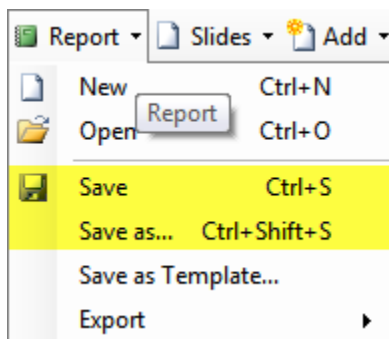 Report Slides Add
New Ctrl+N
Report
Open Ctrl+O
Save Ctrl+S
Save as... Ctrl+Shift+S
Save as Template...
Export